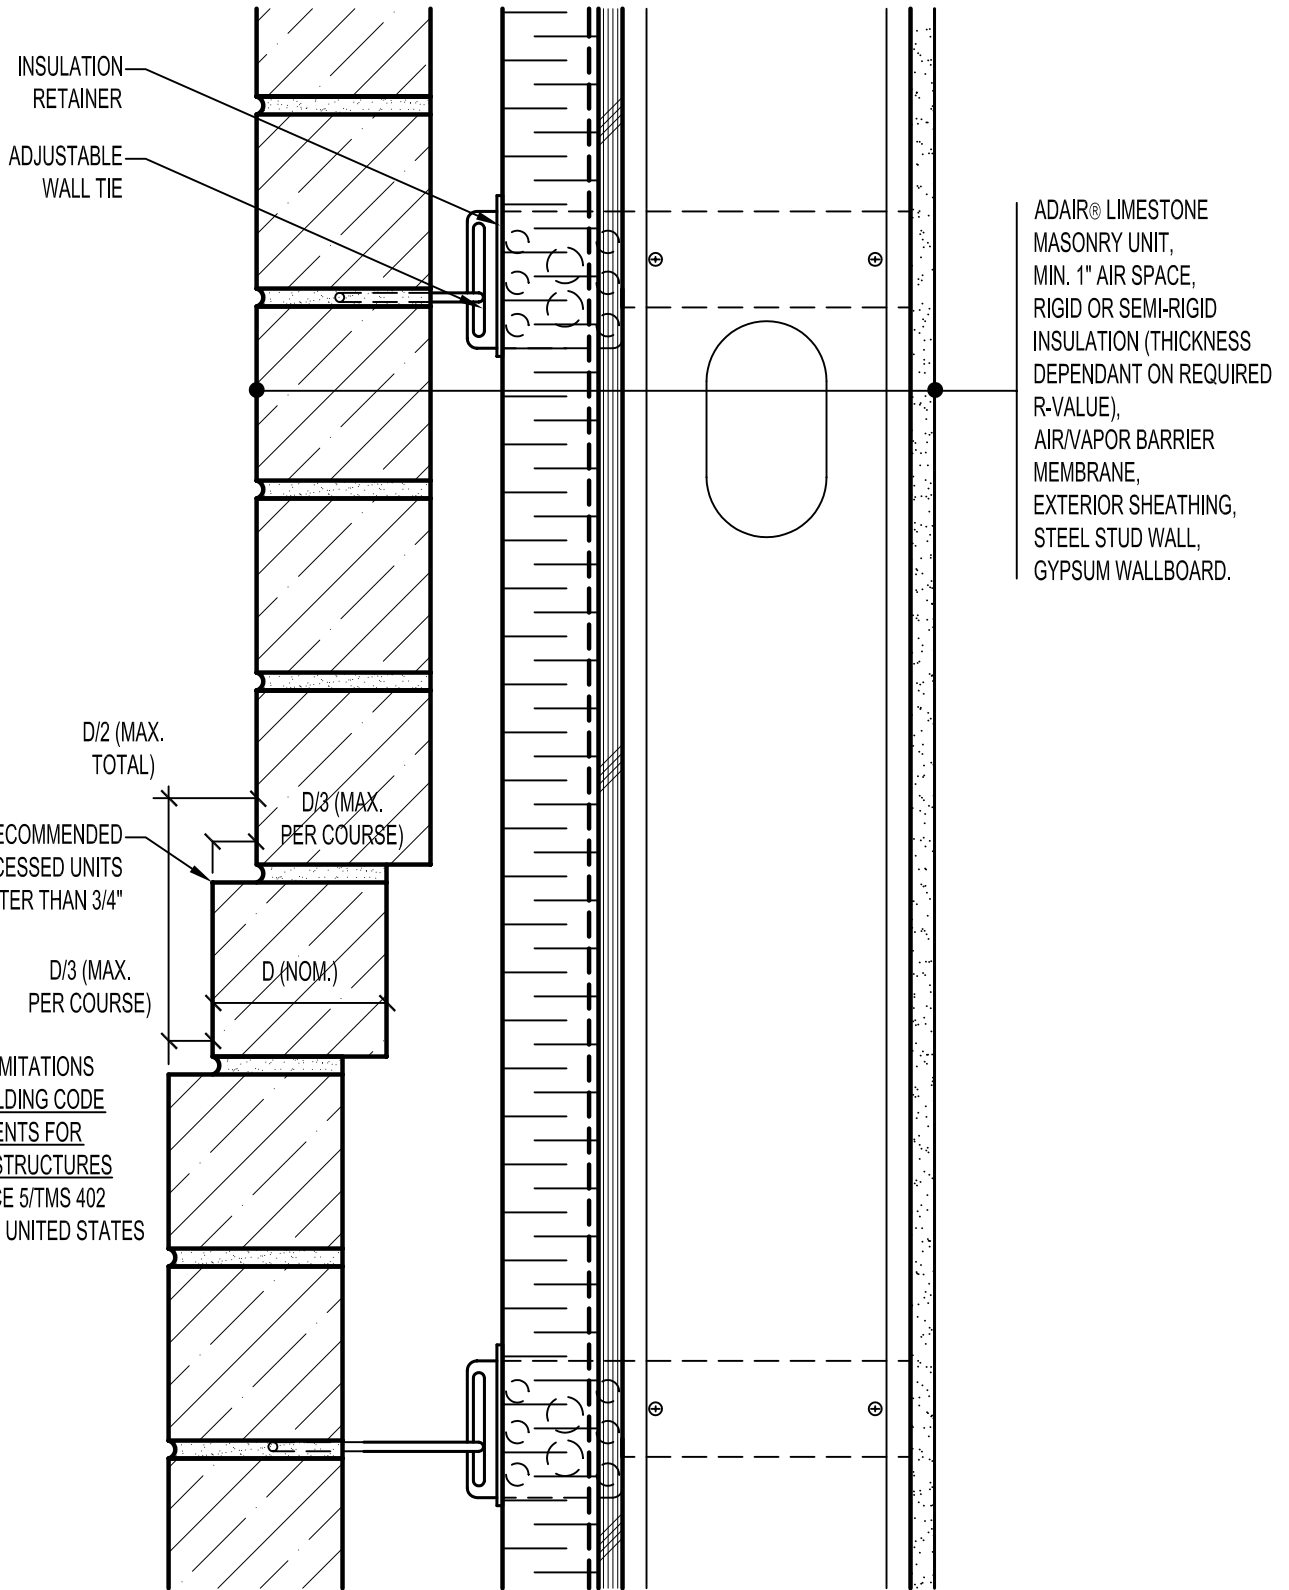 INSULATION
RETAINER
ADJUSTABLE
WALL TIE
ADAIR® LIMESTONE
MASONRY UNIT,
MIN. 1" AIR SPACE,
RIGID OR SEMI-RIGID
INSULATION (THICKNESS
DEPENDANT ON REQUIRED
R-VALUE),
AIR/VAPOR BARRIER
MEMBRANE,
EXTERIOR SHEATHING,
STEEL STUD WALL,
GYPSUM WALLBOARD.
D/2 (MAX.
TOTAL)
D/3 (MAX.
PER COURSE)
ECOMMENDED
CESSED UNITS
TER THAN 3/4"
D/3 (MAX.
PER COURSE)
D (NOM.)
MITATIONS
LDING CODE
ENTS FOR
STRUCTURES
CE 5/TMS 402
UNITED STATES